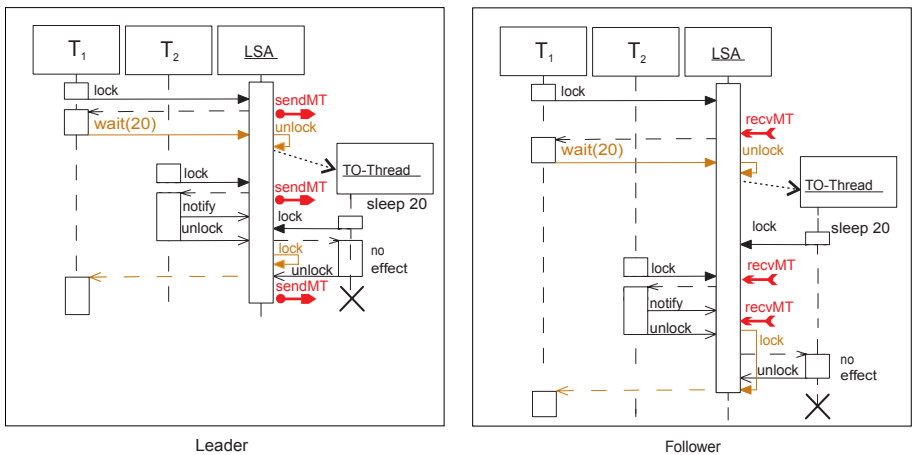 T1
T2
LSA
lock
sendMT
wait(20)
unlock
TO-Thread
lock
sendMT
sleep 20
notify
lock
unlock
no
effect
lock
unlock
sendMT
Leader
T1
T2
LSA
lock
recvMT
wait(20)
unlock
TO-Thread
lock
sleep 20
lock
recvMT
notify
recvMT
unlock
lock
no
effect
unlock
Follower